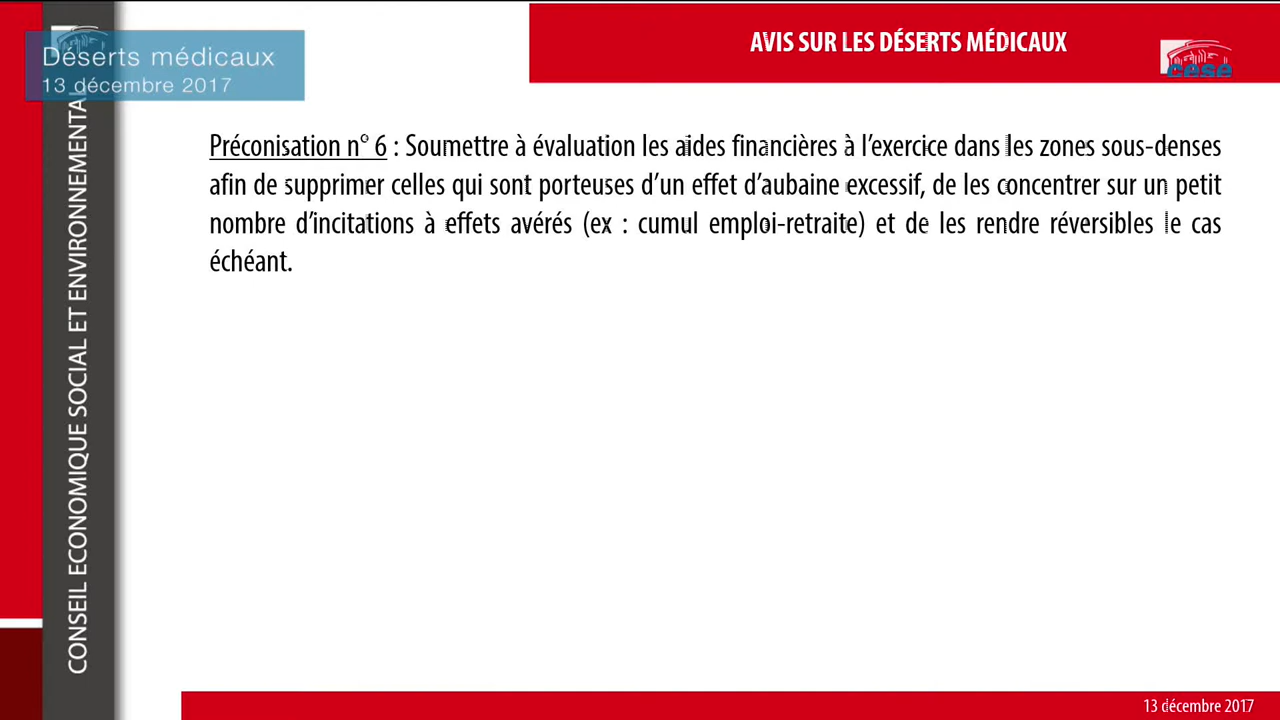 Déserts médicaux
13 décembre 2017
AVIS SUR LES DÉSERTS MÉDICAUX
cese
CONSEIL ECONOMIQUE SOCIAL ET ENVIRONNEMENTAL
Préconisation n° 6 : Soumettre à évaluation les aides financières à l’exercice dans les zones sous-denses
afin de supprimer celles qui sont porteuses d’un effet d’aubaine excessif, de les concentrer sur un petit
nombre d’incitations à effets avérés (ex : cumul emploi-retraite) et de les rendre réversibles le cas
échéant.
13 décembre 2017